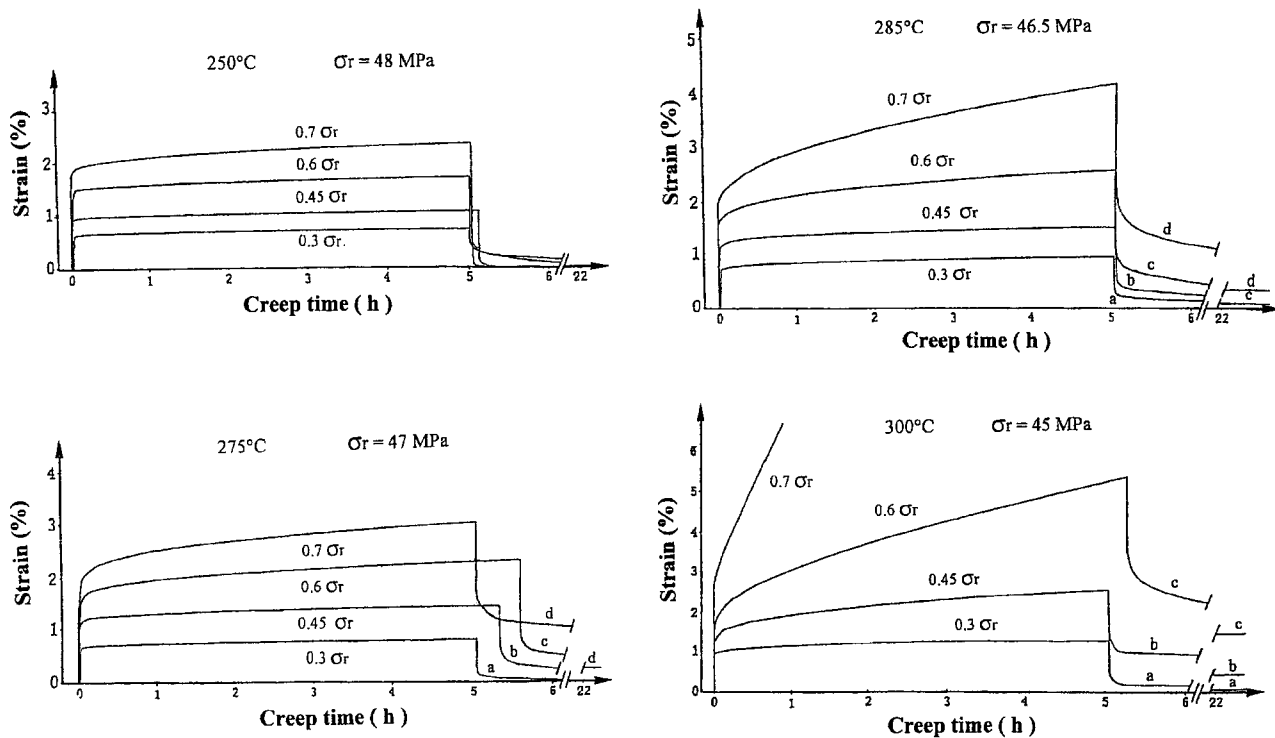 250°C σr = 48 MPa
Strain (%)
3
2
1
0
0.7 σr
0.6 σr
0.45 σr
0.3 σr.
0 1 2 3 4 5 6 22
Creep time ( h )
285°C σr = 46.5 MPa
Strain (%)
5
4
3
2
1
0
0.7 σr
0.6 σr
0.45 σr
0.3 σr
d
c
b
a
d
c
0 1 2 3 4 5 6 22
Creep time ( h )
275°C σr = 47 MPa
Strain (%)
4
3
2
1
0
0.7 σr
0.6 σr
0.45 σr
0.3 σr
d
c
b
a
d
0 1 2 3 4 5 6 22
Creep time ( h )
300°C σr = 45 MPa
Strain (%)
6
5
4
3
2
1
0
0.7 σr
0.6 σr
0.45 σr
0.3 σr
c
b
a
c
b
a
0 1 2 3 4 5 6 22
Creep time ( h )